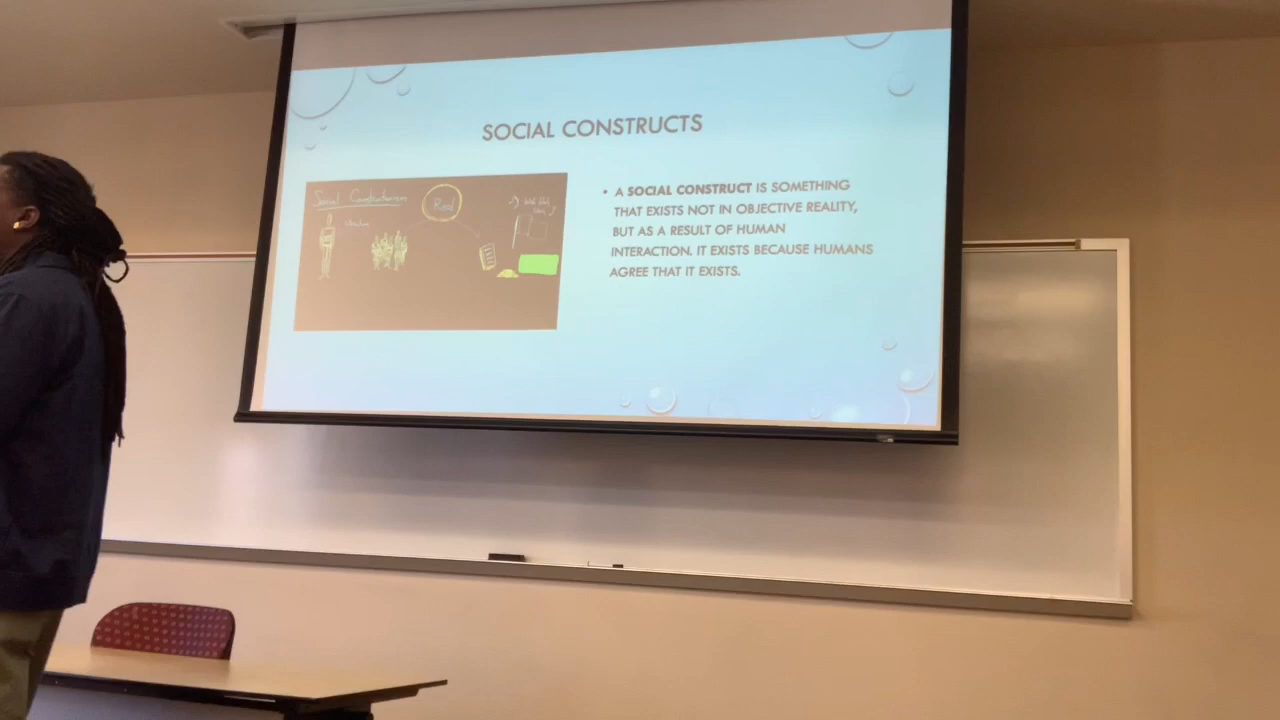 SOCIAL CONSTRUCTS
Social Constructionism
Real
• A SOCIAL CONSTRUCT IS SOMETHING
THAT EXISTS NOT IN OBJECTIVE REALITY,
BUT AS A RESULT OF HUMAN
INTERACTION. IT EXISTS BECAUSE HUMANS
AGREE THAT IT EXISTS.